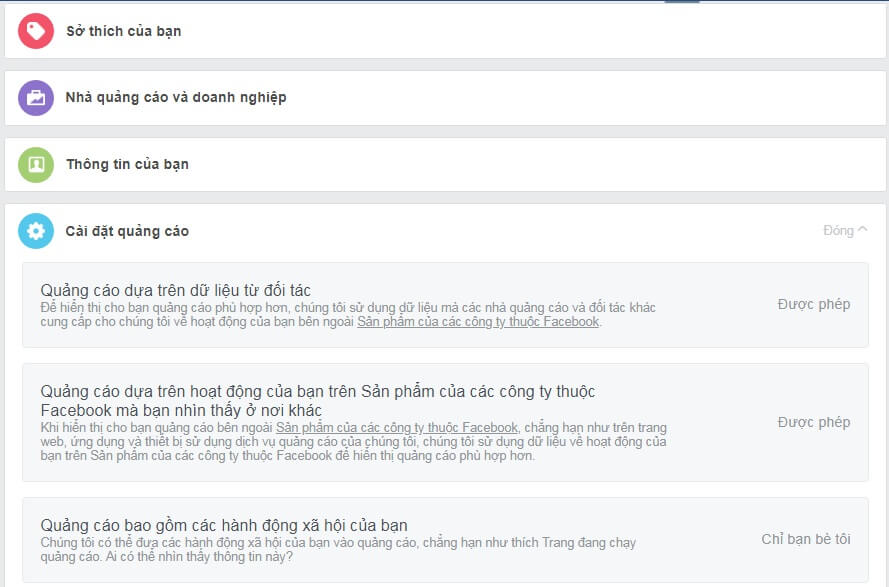 Sở thích của bạn
Nhà quảng cáo và doanh nghiệp
Thông tin của bạn
Cài đặt quảng cáo
Đóng
Quảng cáo dựa trên dữ liệu từ đối tác
Để hiển thị cho bạn quảng cáo phù hợp hơn, chúng tôi sử dụng dữ liệu mà các nhà quảng cáo và đối tác khác
cung cấp cho chúng tôi về hoạt động của bạn bên ngoài Sản phẩm của các công ty thuộc Facebook.
Được phép
Quảng cáo dựa trên hoạt động của bạn trên Sản phẩm của các công ty thuộc
Facebook mà bạn nhìn thấy ở nơi khác
Khi hiển thị cho bạn quảng cáo bên ngoài Sản phẩm của các công ty thuộc Facebook, chẳng hạn như trên trang
web, ứng dụng và thiết bị sử dụng dịch vụ quảng cáo của chúng tôi, chúng tôi sử dụng dữ liệu về hoạt động của
bạn trên Sản phẩm của các công ty thuộc Facebook để hiển thị quảng cáo phù hợp hơn.
Được phép
Quảng cáo bao gồm các hành động xã hội của bạn
Chúng tôi có thể đưa các hành động xã hội của bạn vào quảng cáo, chẳng hạn như thích Trang đang chạy
quảng cáo. Ai có thể nhìn thấy thông tin này?
Chỉ bạn bè tôi